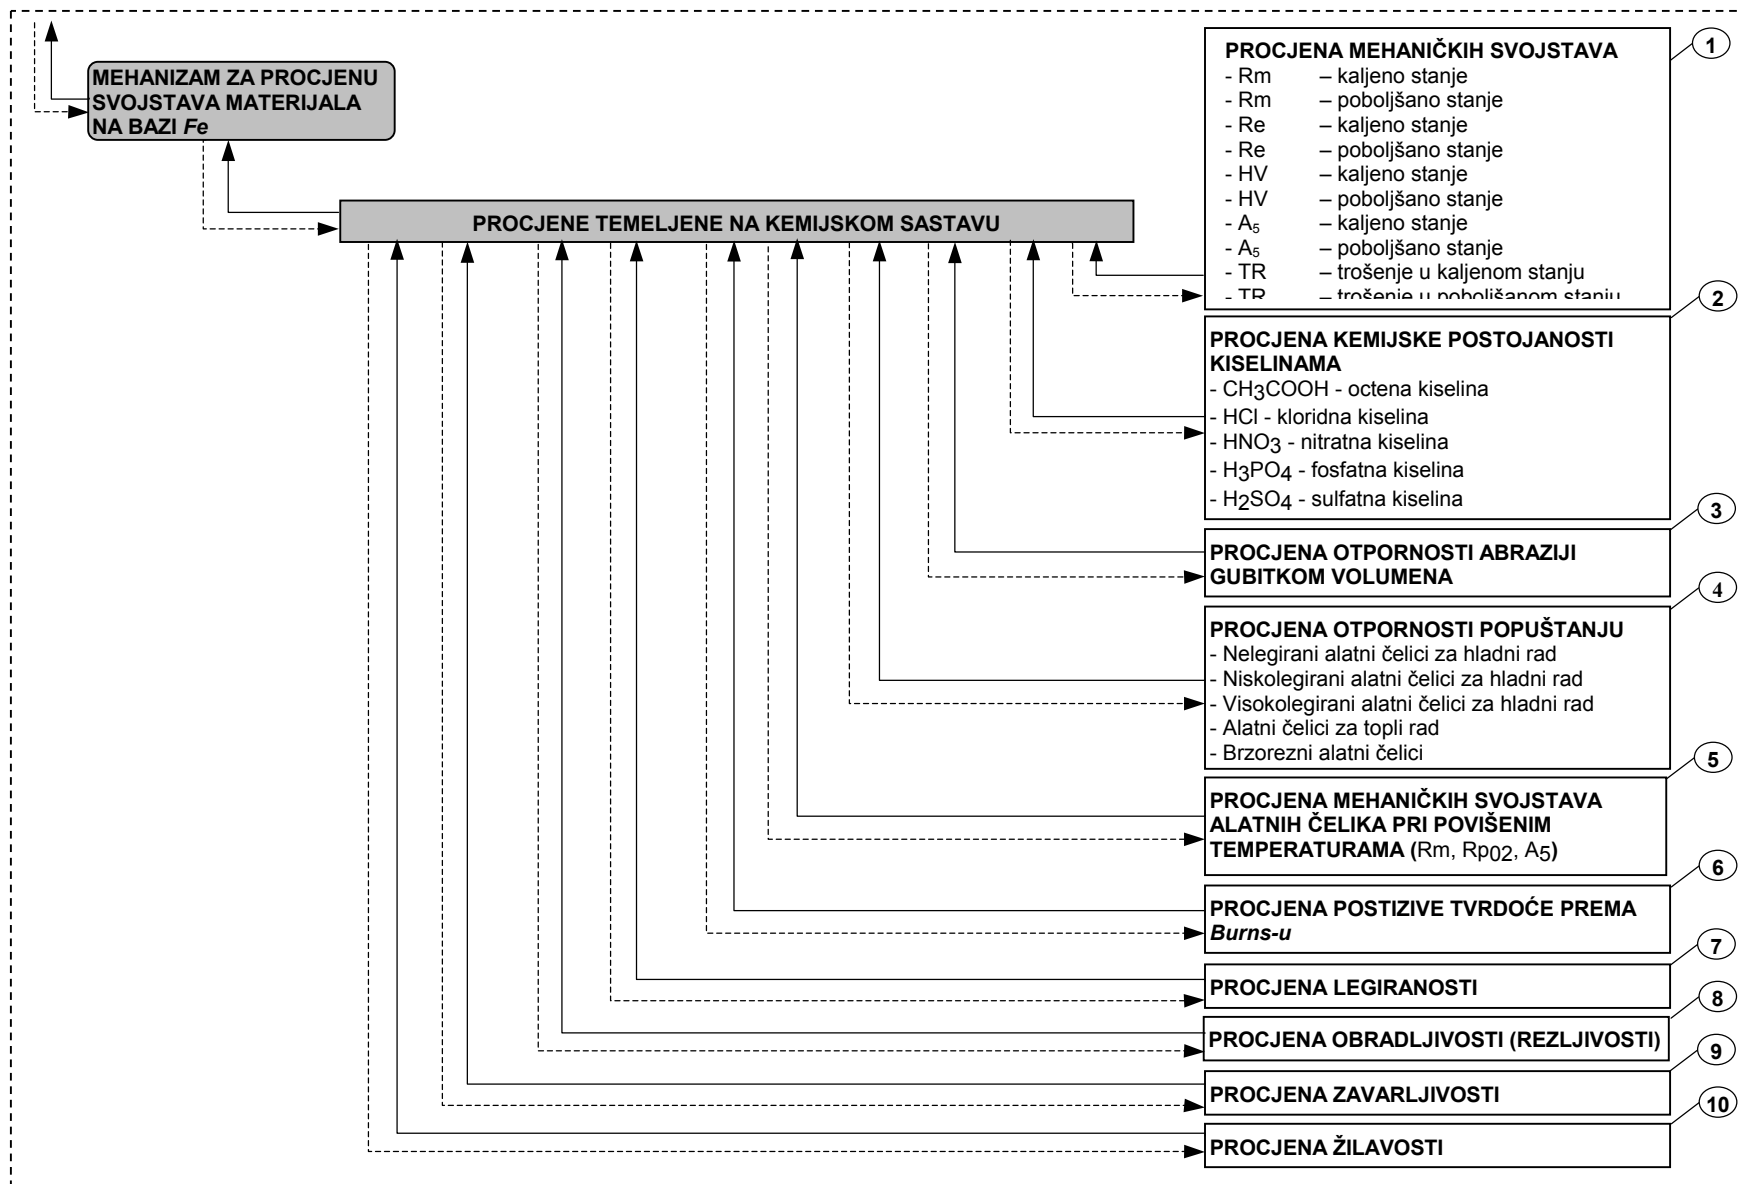 MEHANIZAM ZA PROCJENU
SVOJSTAVA MATERIJALA
NA BAZI Fe
PROCJENE TEMELJENE NA KEMIJSKOM SASTAVU
1
PROCJENA MEHANIČKIH SVOJSTAVA
- Rm – kaljeno stanje
- Rm – poboljšano stanje
- Re – kaljeno stanje
- Re – poboljšano stanje
- HV – kaljeno stanje
- HV – poboljšano stanje
- A5 – kaljeno stanje
- A5 – poboljšano stanje
- TR – trošenje u kaljenom stanju
- TR – trošenje u poboljšanom stanju
2
PROCJENA KEMIJSKE POSTOJANOSTI
KISELINAMA
- CH3COOH - octena kiselina
- HCl - kloridna kiselina
- HNO3 - nitratna kiselina
- H3PO4 - fosfatna kiselina
- H2SO4 - sulfatna kiselina
3
PROCJENA OTPORNOSTI ABRAZIJI
GUBITKOM VOLUMENA
4
PROCJENA OTPORNOSTI POPUŠTANJU
- Nelegirani alatni čelici za hladni rad
- Niskolegirani alatni čelici za hladni rad
- Visokolegirani alatni čelici za hladni rad
- Alatni čelici za topli rad
- Brzorezni alatni čelici
5
PROCJENA MEHANIČKIH SVOJSTAVA
ALATNIH ČELIKA PRI POVIŠENIM
TEMPERATURAMA (Rm, Rp02, A5)
6
PROCJENA POSTIZIVE TVRDOĆE PREMA
Burns-u
7
PROCJENA LEGIRANOSTI
8
PROCJENA OBRADLJIVOSTI (REZLJIVOSTI)
9
PROCJENA ZAVARLJIVOSTI
10
PROCJENA ŽILAVOSTI